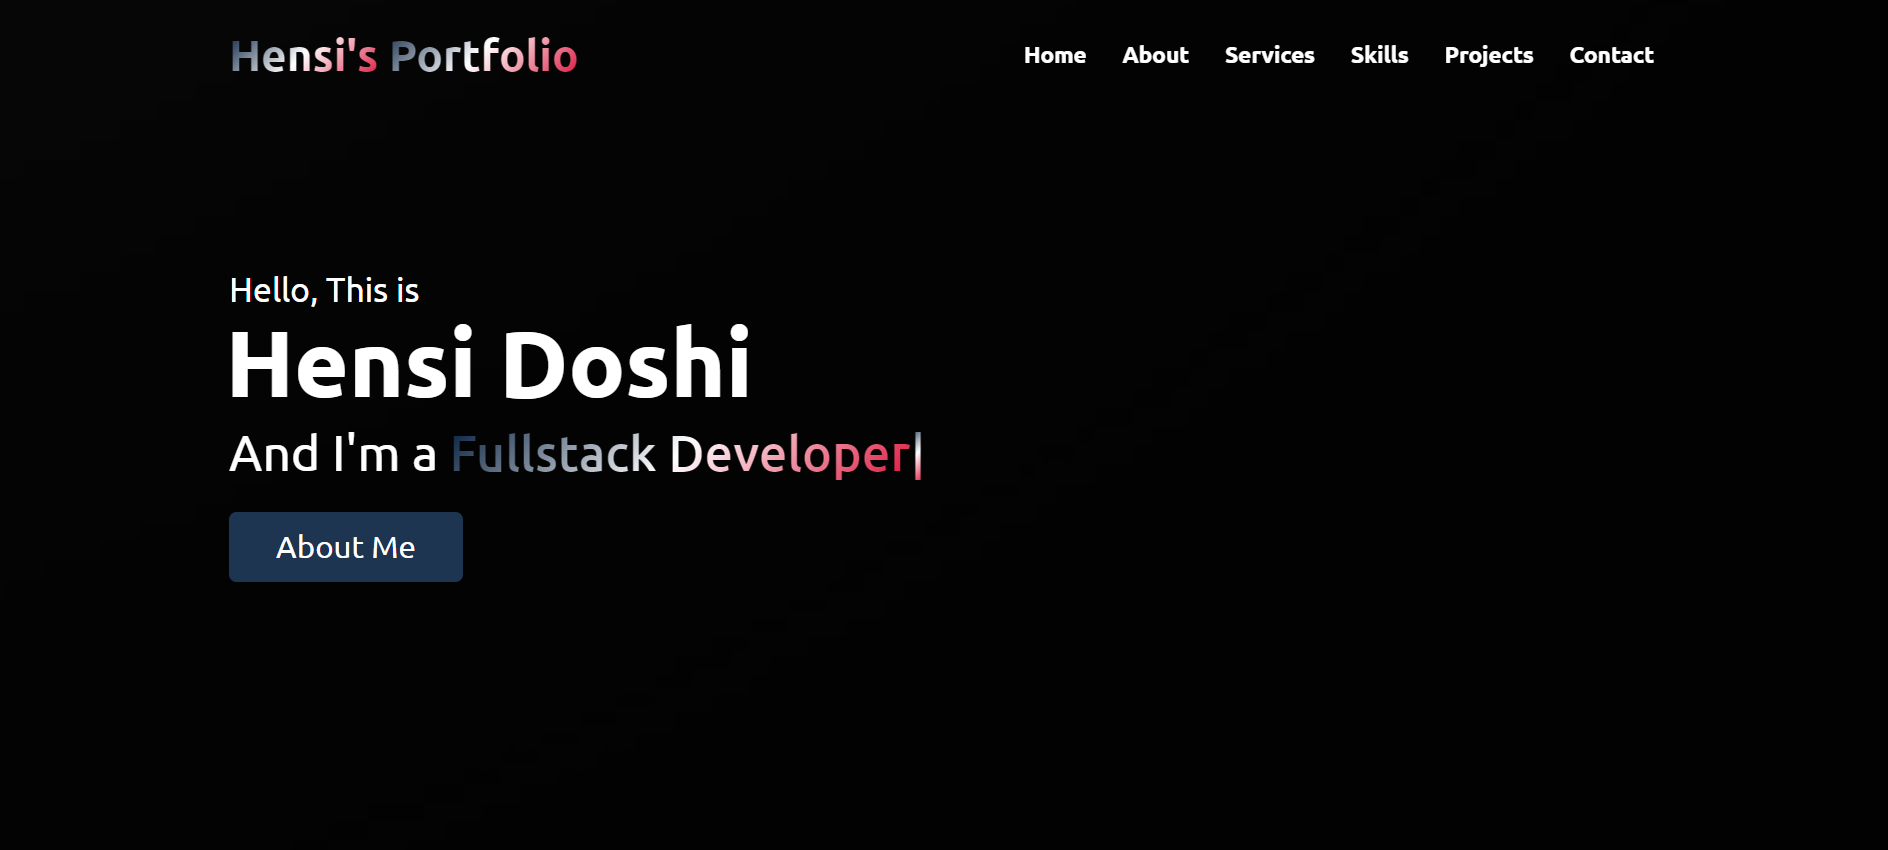 Hensi's Portfolio
Home About Services Skills Projects Contact
Hello, This is
Hensi Doshi
And I'm a Fullstack Developer|
About Me